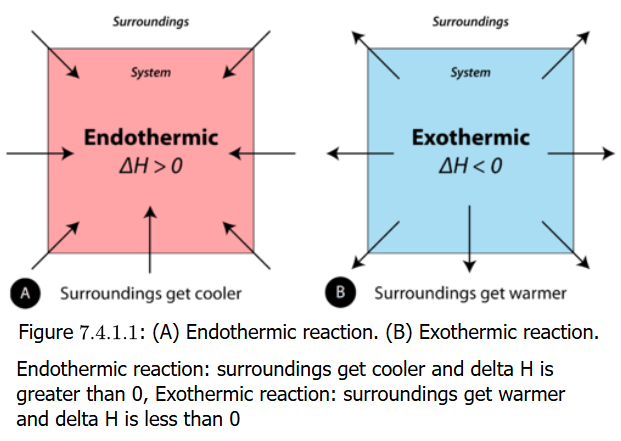 Surroundings
System
Endothermic
ΔH > 0
A
Surroundings get cooler
Surroundings
System
Exothermic
ΔH < 0
B
Surroundings get warmer
Figure 7.4.1.1: (A) Endothermic reaction. (B) Exothermic reaction.
Endothermic reaction: surroundings get cooler and delta H is
greater than 0, Exothermic reaction: surroundings get warmer
and delta H is less than 0